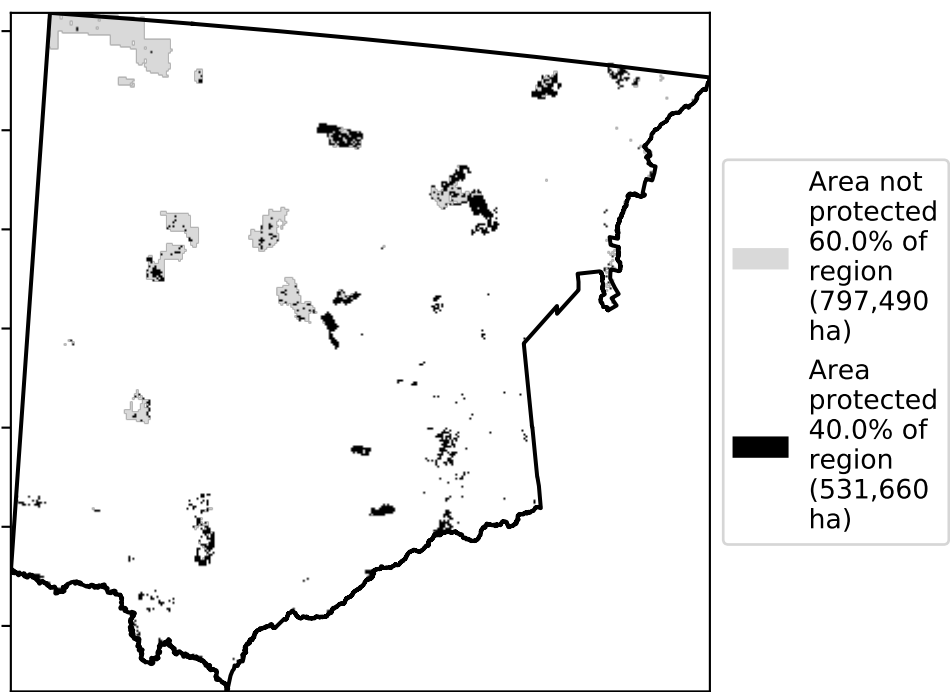 Area not
protected
60.0% of
region
(797,490
ha)
Area
protected
40.0% of
region
(531,660
ha)